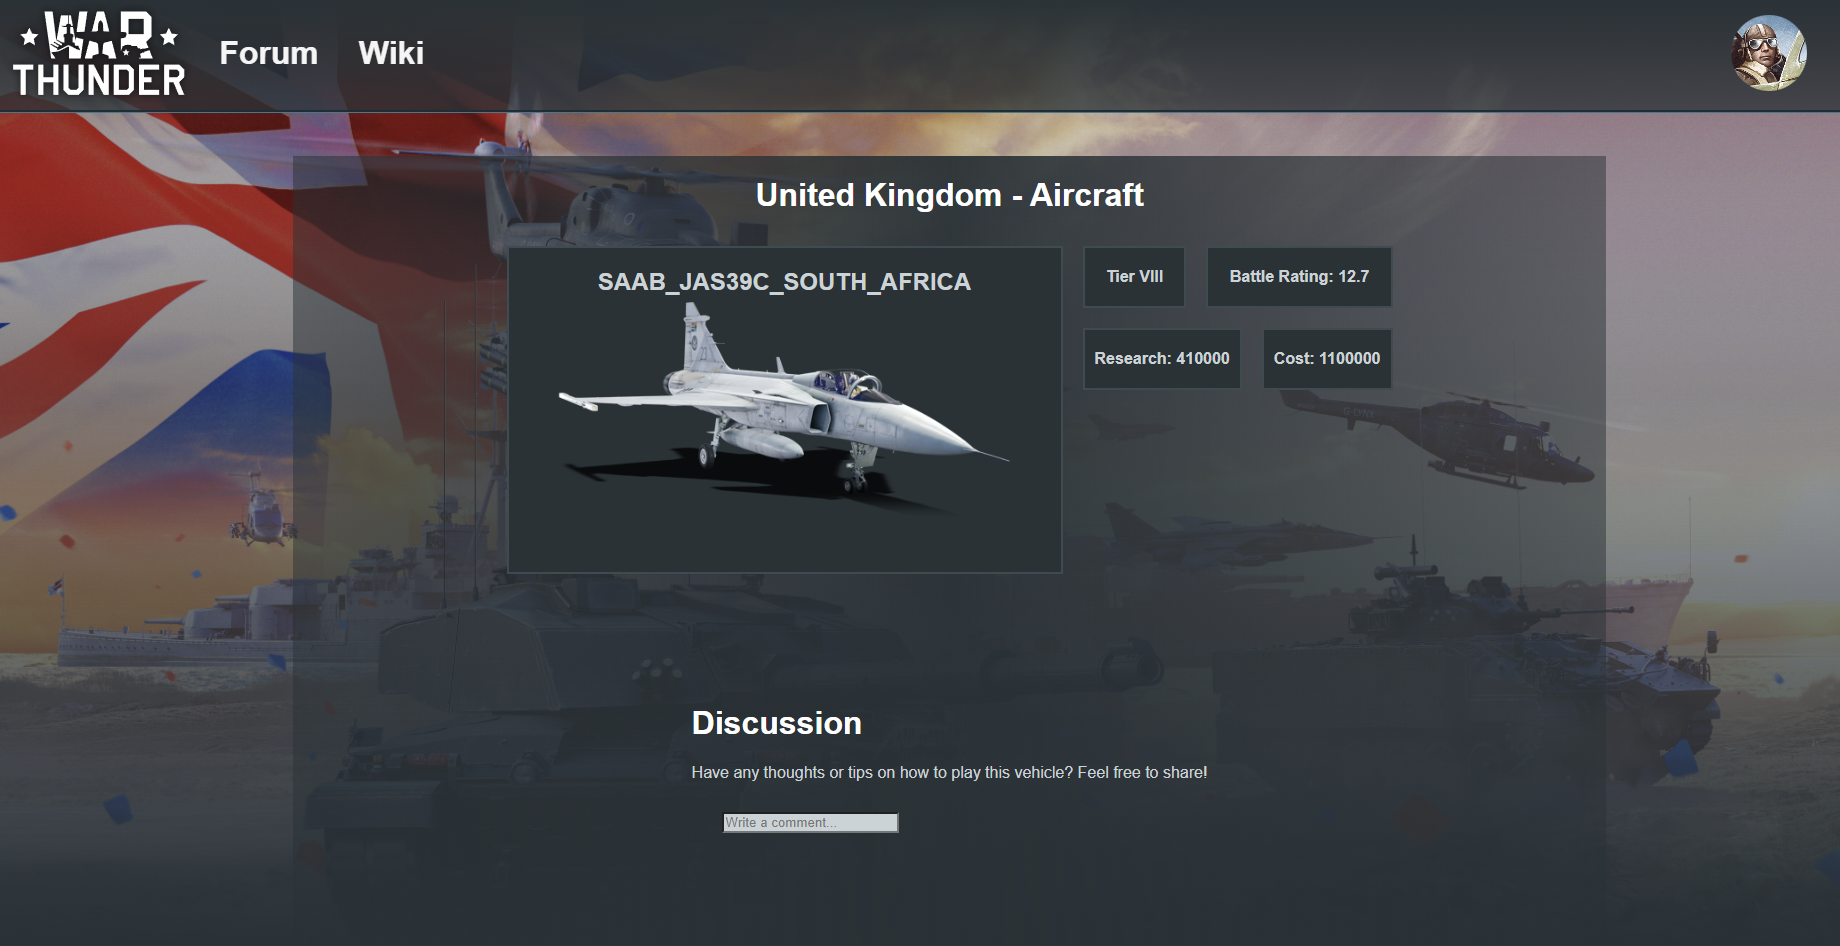 WAR
THUNDER
Forum
Wiki
United Kingdom - Aircraft
SAAB_JAS39C_SOUTH_AFRICA
Tier VIII
Battle Rating: 12.7
Research: 410000
Cost: 1100000
Discussion
Have any thoughts or tips on how to play this vehicle? Feel free to share!
Write a comment...